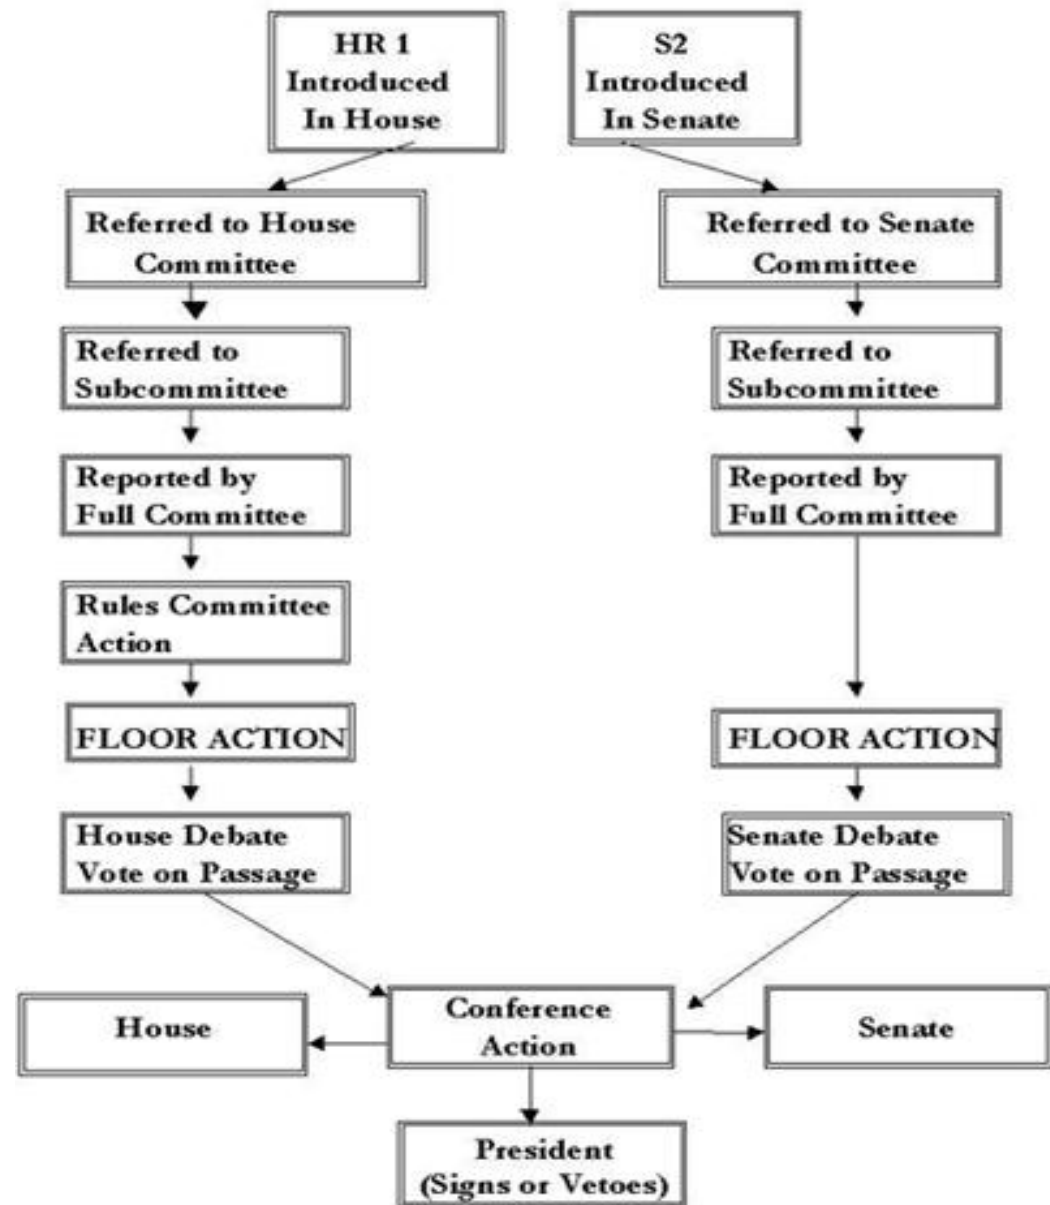 HR 1
Introduced
In House
S2
Introduced
In Senate
Referred to House
Committee
Referred to Senate
Committee
Referred to
Subcommittee
Referred to
Subcommittee
Reported by
Full Committee
Reported by
Full Committee
Rules Committee
Action
FLOOR ACTION
FLOOR ACTION
House Debate
Vote on Passage
Senate Debate
Vote on Passage
House
Conference
Action
Senate
President
(Signs or Vetoes)